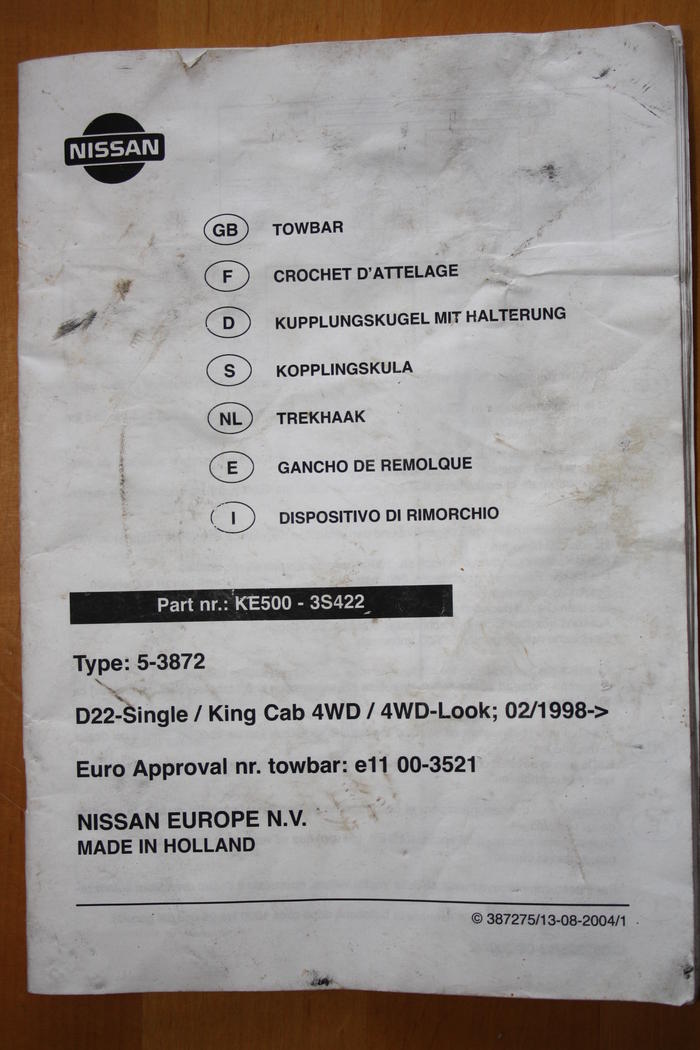 NISSAN
GB TOWBAR
F CROCHET D'ATTELAGE
D KUPPLUNGSKUGEL MIT HALTERUNG
S KOPPLINGSKULA
NL TREKHAAK
E GANCHO DE REMOLQUE
I DISPOSITIVO DI RIMORCHIO
Part nr.: KE500 - 3S422
Type: 5-3872
D22-Single / King Cab 4WD / 4WD-Look; 02/1998->
Euro Approval nr. towbar: e11 00-3521
NISSAN EUROPE N.V.
MADE IN HOLLAND
© 387275/13-08-2004/1